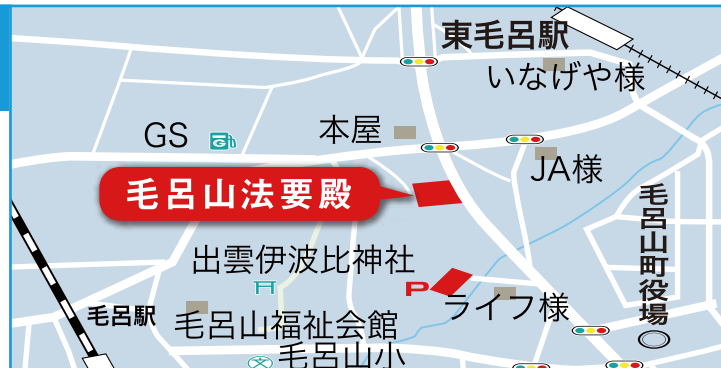 東毛呂駅
いなげや様
本屋
GS
JA様
毛呂山法要殿
毛呂山町役場
出雲伊波比神社
P
ライフ様
毛呂駅
毛呂山福祉会館
毛呂山小